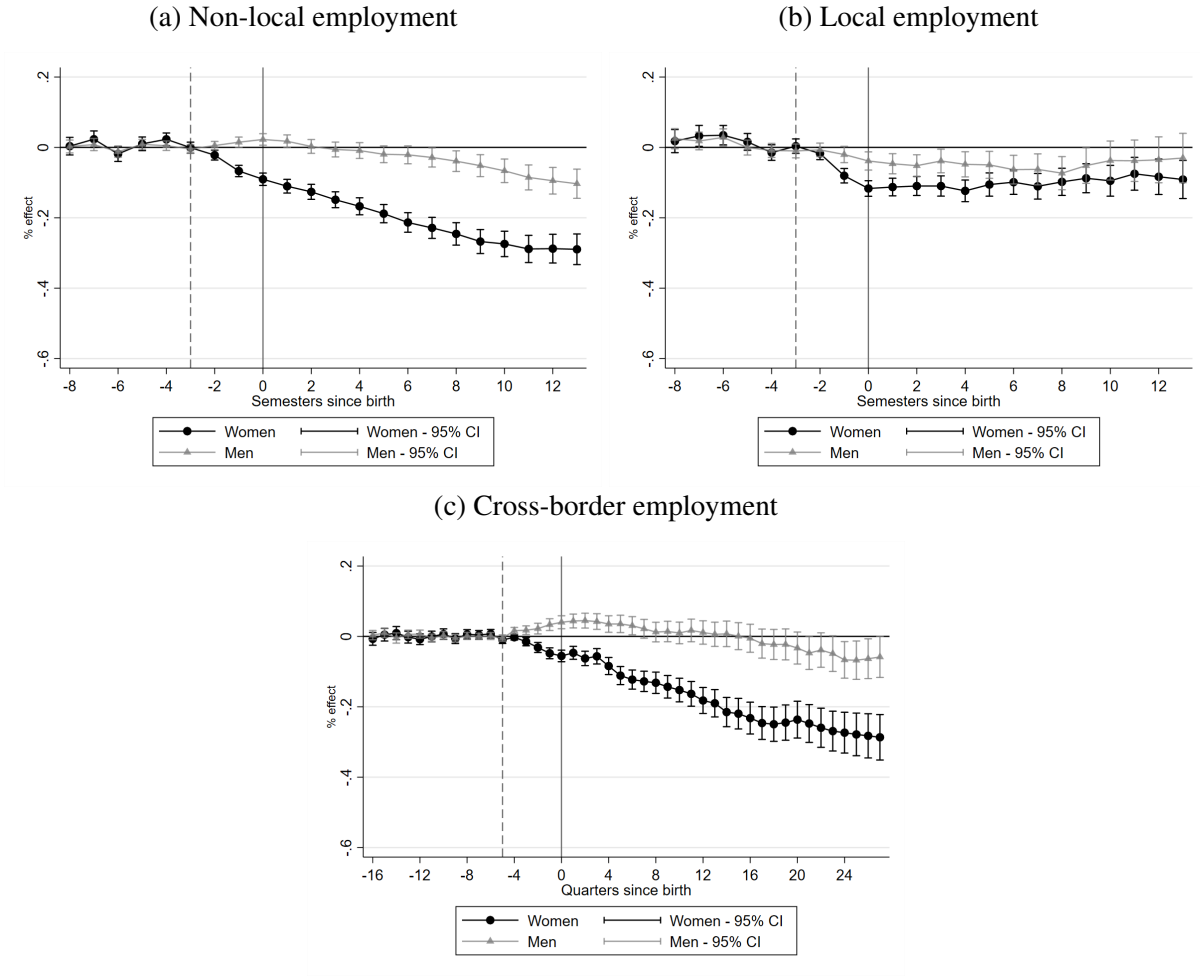 (a) Non-local employment
.2
0
-.2
-.4
-.6
% effect
-8 -6 -4 -2 0 2 4 6 8 10 12
Semesters since birth
Women Women - 95% CI
Men Men - 95% CI
(b) Local employment
.2
0
-.2
-.4
-.6
% effect
-8 -6 -4 -2 0 2 4 6 8 10 12
Semesters since birth
Women Women - 95% CI
Men Men - 95% CI
(c) Cross-border employment
.2
0
-.2
-.4
-.6
% effect
-16 -12 -8 -4 0 4 8 12 16 20 24
Quarters since birth
Women Women - 95% CI
Men Men - 95% CI